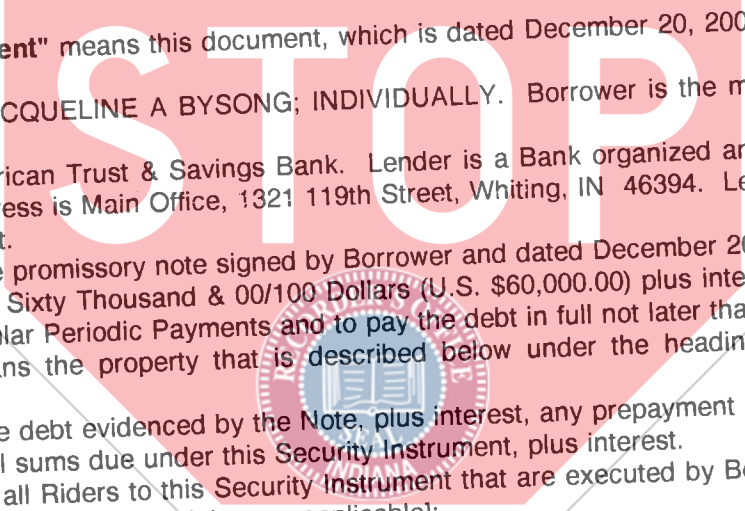 STOP
ent" means this document, which is dated December 20, 200
CQUELINE A BYSONG; INDIVIDUALLY. Borrower is the m
rican Trust & Savings Bank. Lender is a Bank organized an
ess is Main Office, 1321 119th Street, Whiting, IN 46394. Le
t.
e promissory note signed by Borrower and dated December 20
Sixty Thousand & 00/100 Dollars (U.S. $60,000.00) plus inte
lar Periodic Payments and to pay the debt in full not later tha
ns the property that is described below under the headin
e debt evidenced by the Note, plus interest, any prepayment
l sums due under this Security Instrument, plus interest.
all Riders to this Security Instrument that are executed by Bo
SEAL
INDIANA